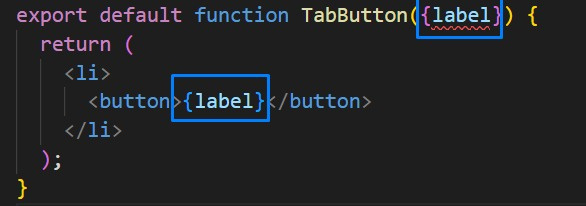 export default function TabButton({label}) {
return (
<li>
<button>{label}</button>
</li>
);
}